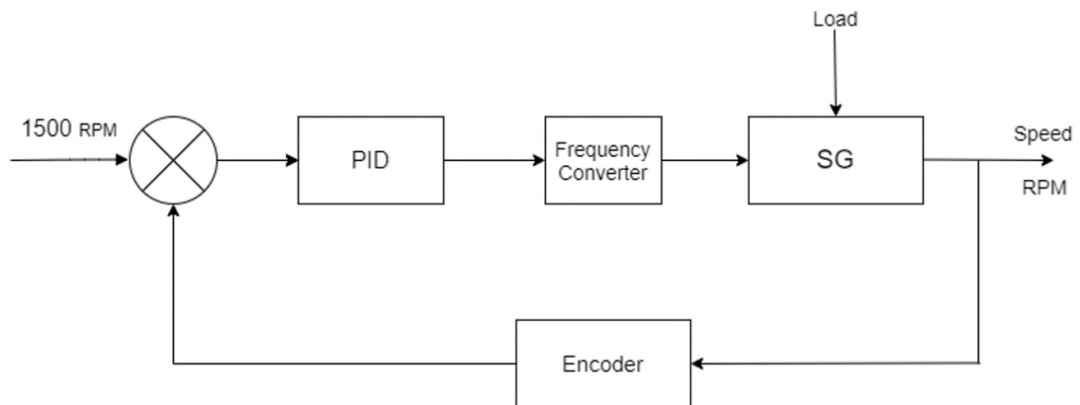 Load
1500 RPM
PID
Frequency
Converter
SG
Speed
RPM
Encoder